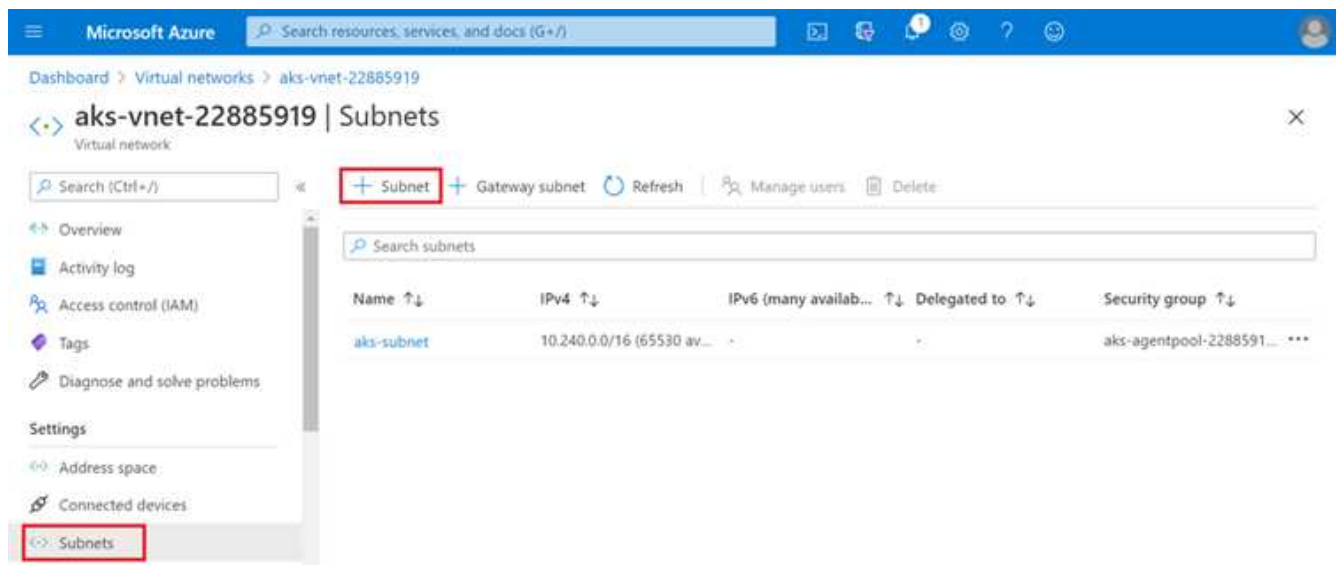 Microsoft Azure
Search resources, services, and docs (G+/)
1
Dashboard > Virtual networks > aks-vnet-22885919
aks-vnet-22885919 | Subnets
Virtual network
Search (Ctrl+/)
+ Subnet + Gateway subnet Refresh Manage users Delete
Overview
Activity log
Access control (IAM)
Tags
Diagnose and solve problems
Settings
Address space
Connected devices
Subnets
Search subnets
Name IPv4 IPv6 (many availab... Delegated to Security group
aks-subnet 10.240.0.0/16 (65530 av... - - aks-agentpool-2288591... •••